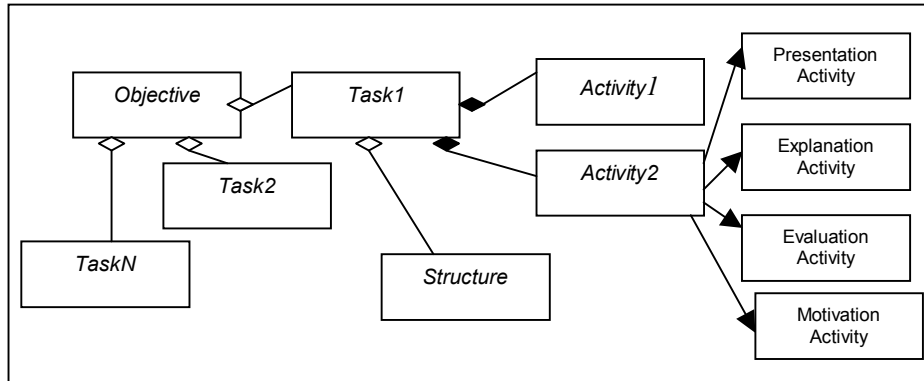 Objective
Task1
Activity1
Presentation
Activity
Task2
Activity2
Explanation
Activity
TaskN
Structure
Evaluation
Activity
Motivation
Activity